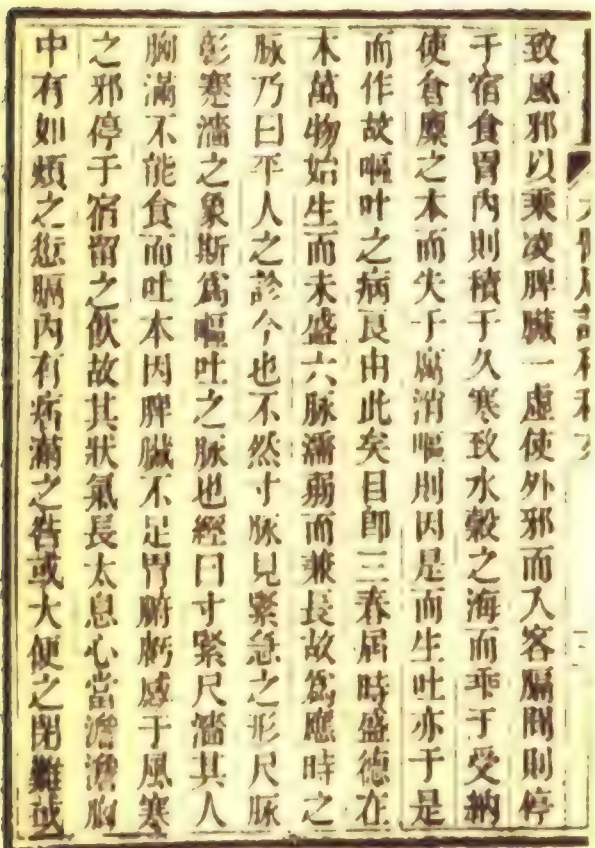 致風邪以乘凌脾臟一虛使外邪而入客膈間則停
于宿食胃內則積于久寒致水穀之海而乖于受納
使倉廩之本而失于消嘔則因是而生吐亦于是
而作故嘔吐之病良由此矣目卽三春屆時盛德在
木萬物始生而未盛六脉濡弱而兼長故爲應時之
脉乃曰平人之診今也不然寸脉見緊急之形尺脉
彰蹇濇之象斯爲嘔吐之脉也經曰寸緊尺濇其人
胸滿不能食而吐本因脾臟不足胃腑虧感于風寒
之邪停于宿留之飲故其狀氣長太息心當澹澹胸
中有如煩之愆膈內有痞滿之咎或大便之閉難或